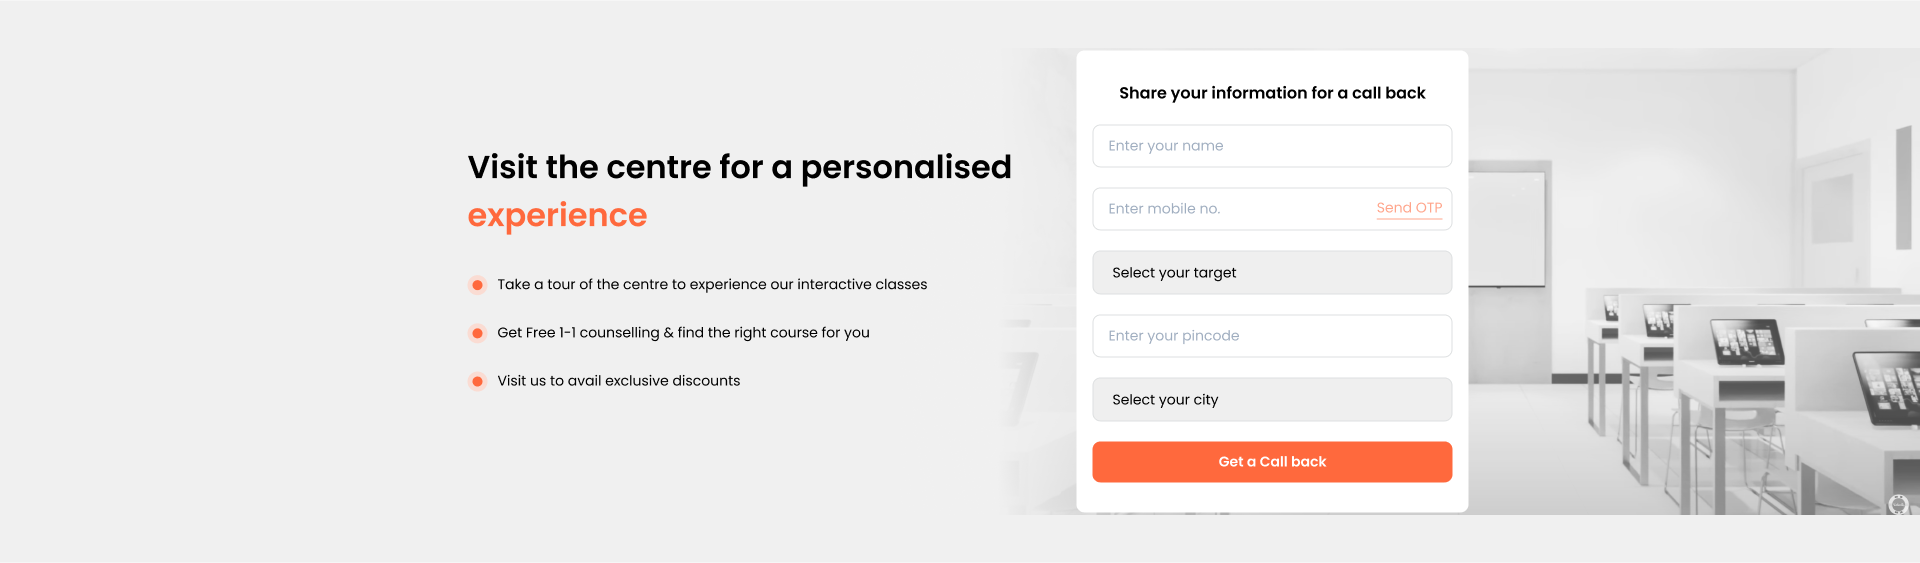 Visit the centre for a personalised
experience
Take a tour of the centre to experience our interactive classes
Get Free 1-1 counselling & find the right course for you
Visit us to avail exclusive discounts
Share your information for a call back
Enter your name
Enter mobile no.
Send OTP
Select your target
Enter your pincode
Select your city
Get a Call back